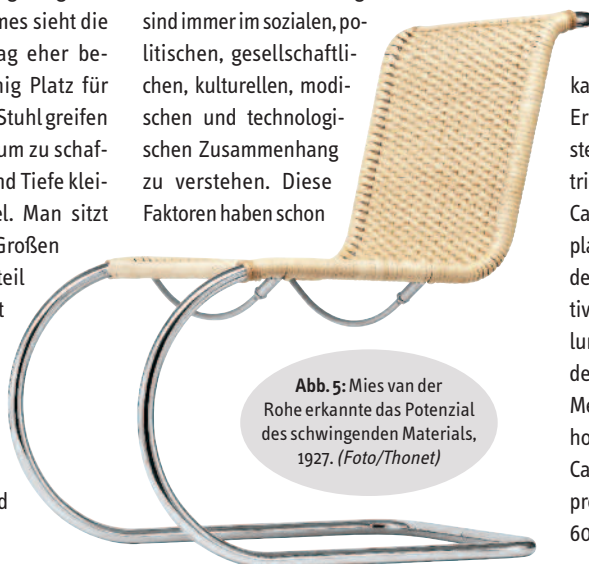 mes sieht die
ag eher be-
nig Platz für
Stuhl greifen
um zu schaf-
nd Tiefe klei-
el. Man sitzt
Großen
teil
t
d
sind immer im sozialen, po-
litischen, gesellschaftli-
chen, kulturellen, modi-
schen und technologi-
schen Zusammenhang
zu verstehen. Diese
Faktoren haben schon
Abb. 5: Mies van der
Rohe erkannte das Potenzial
des schwingenden Materials,
1927. (Foto/Thonet)
ka
Er
ste
tri
Ca
pla
de
tiv
lun
de
Me
ho
Ca
pro
60